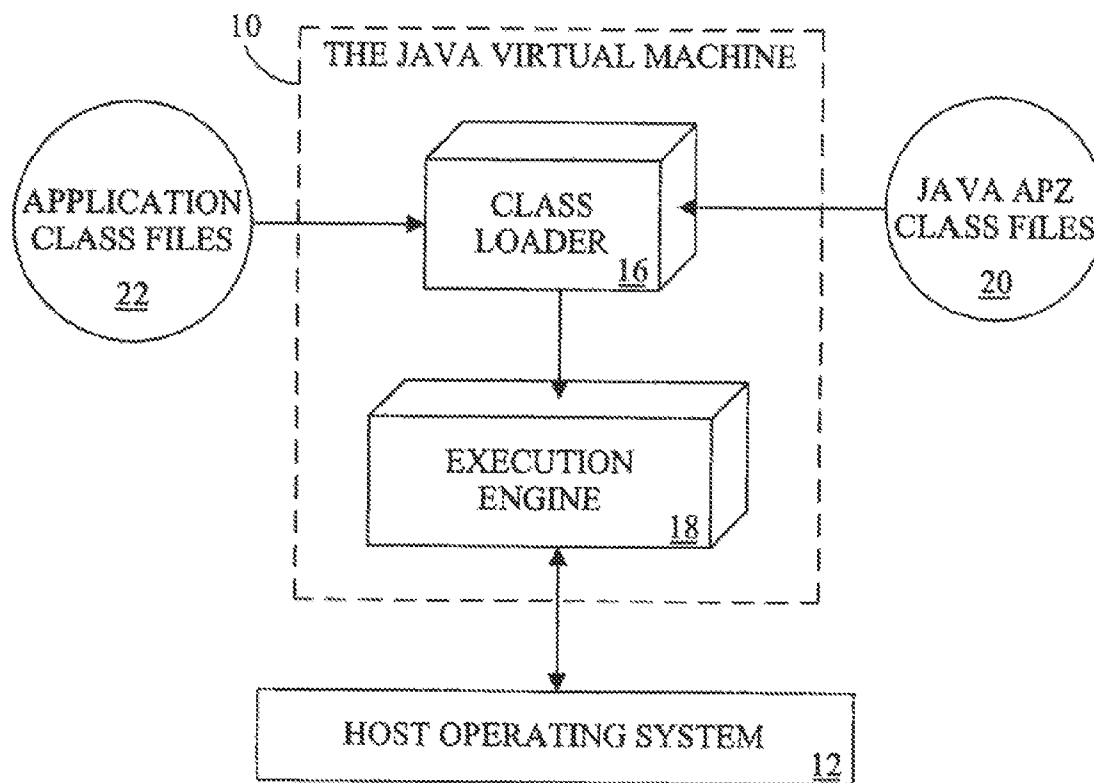 10
THE JAVA VIRTUAL MACHINE
APPLICATION
CLASS FILES
22
CLASS
LOADER
16
JAVA APZ
CLASS FILES
20
EXECUTION
ENGINE
18
HOST OPERATING SYSTEM
12